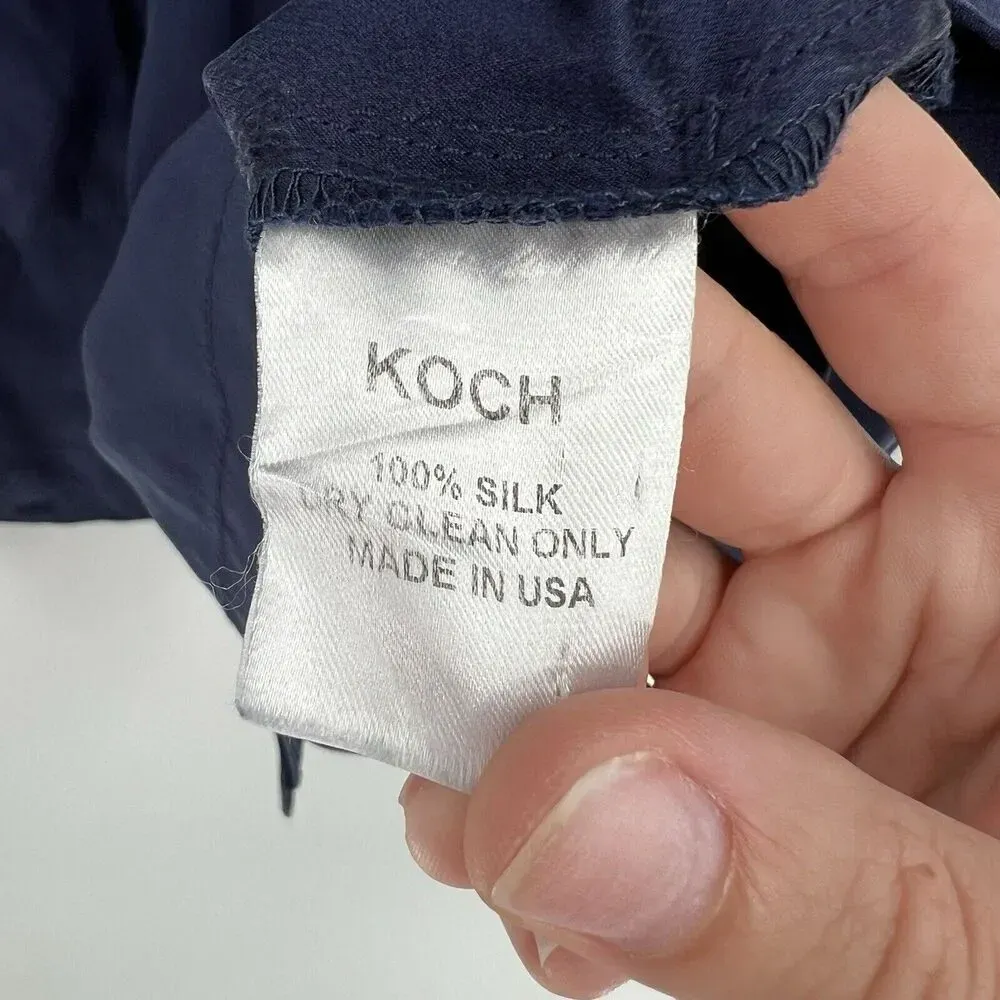 KOCH
100% SILK
DRY CLEAN ONLY
MADE IN USA